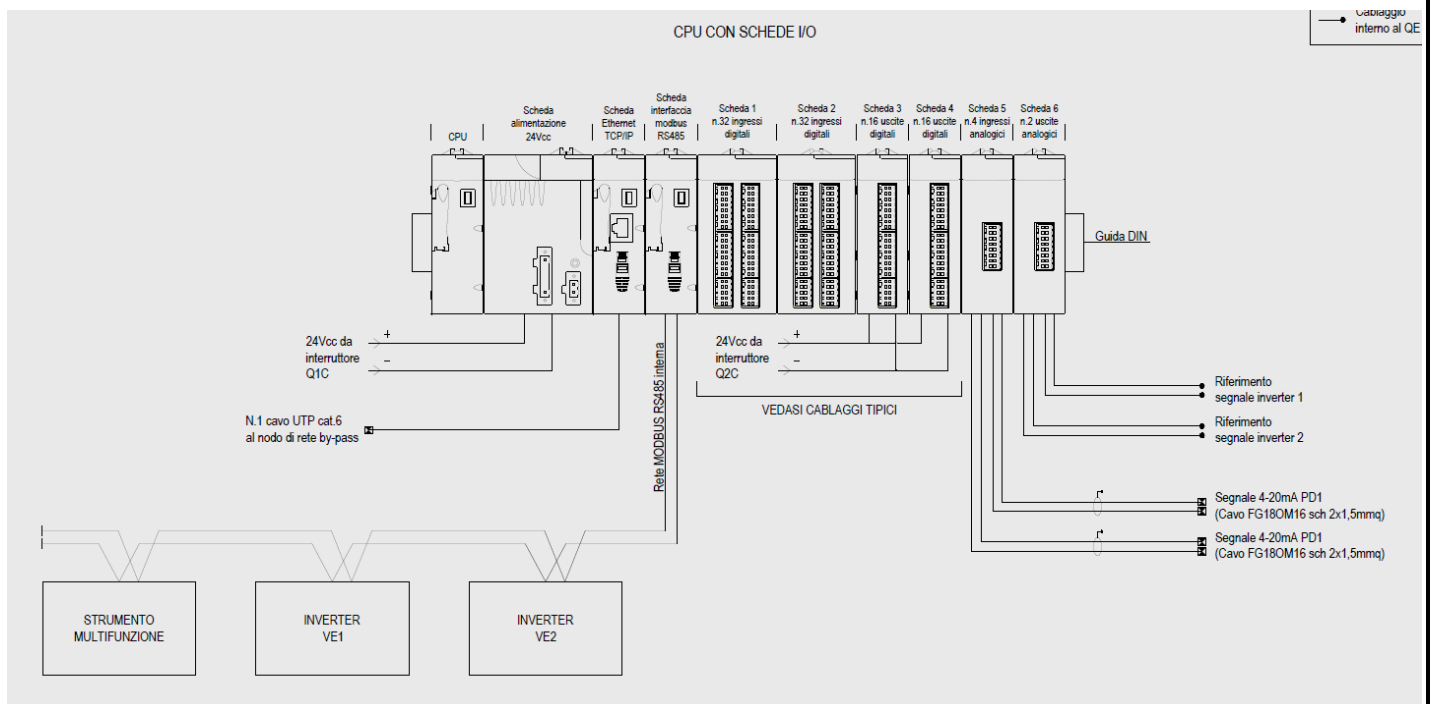 CPU CON SCHEDE I/O
Cablaggio
interno al QE
CPU
Scheda
alimentazione
24Vcc
Scheda
Ethernet
TCP/IP
Scheda
interfaccia
modbus
RS485
Scheda 1
n.32 ingressi
digitali
Scheda 2
n.32 ingressi
digitali
Scheda 3
n.16 uscite
digitali
Scheda 4
n.16 uscite
digitali
Scheda 5
n.4 ingressi
analogici
Scheda 6
n.2 uscite
analogici
Guida DIN
24Vcc da
interruttore
Q1C
+
–
24Vcc da
interruttore
Q2C
+
–
VEDASI CABLAGGI TIPICI
N.1 cavo UTP cat.6
al nodo di rete by-pass
Rete MODBUS RS485 interna
Riferimento
segnale inverter 1
Riferimento
segnale inverter 2
Segnale 4-20mA PD1
(Cavo FG18OM16 sch 2x1,5mmq)
Segnale 4-20mA PD1
(Cavo FG18OM16 sch 2x1,5mmq)
STRUMENTO
MULTIFUNZIONE
INVERTER
VE1
INVERTER
VE2